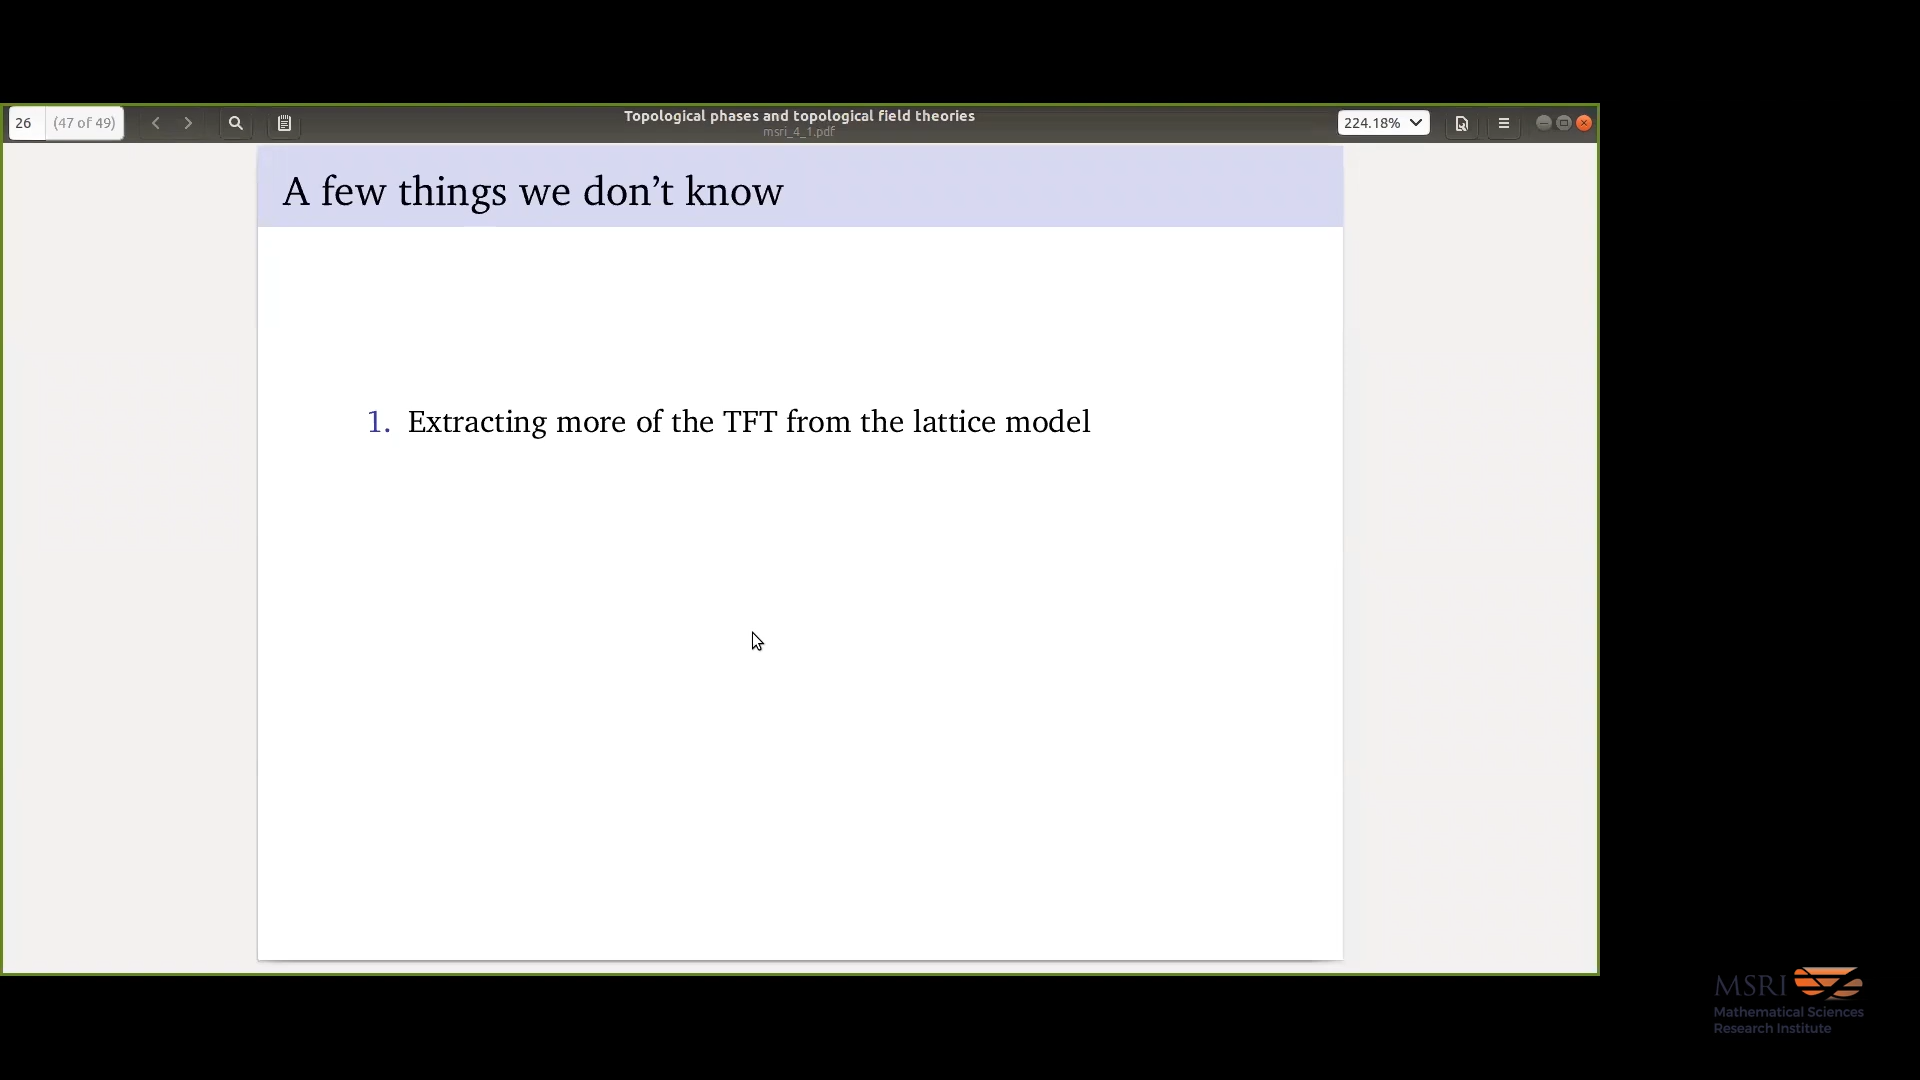 26 (47 of 49)
Topological phases and topological field theories
msri_4_1.pdf
224.18%
A few things we don't know
1. Extracting more of the TFT from the lattice model
MSRI
Mathematical Sciences
Research Institute